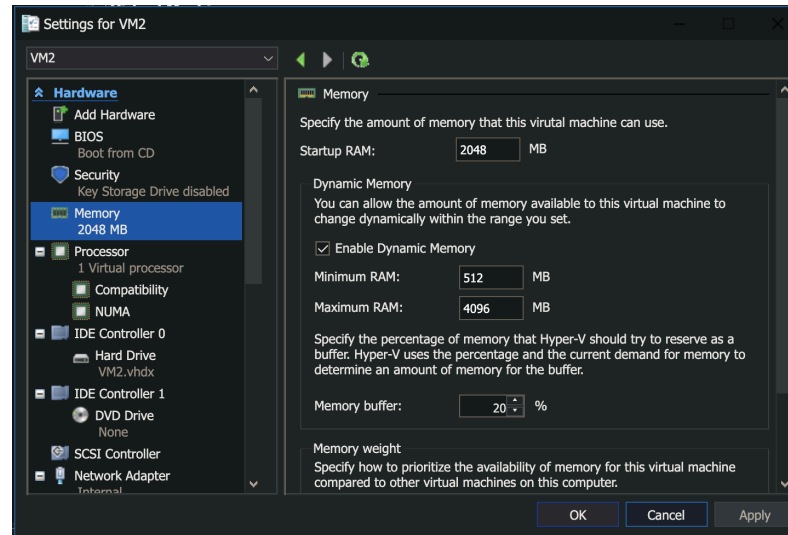 Settings for VM2
VM2
Hardware
Add Hardware
BIOS
Boot from CD
Security
Key Storage Drive disabled
Memory
2048 MB
Processor
1 Virtual processor
Compatibility
NUMA
IDE Controller 0
Hard Drive
VM2.vhdx
IDE Controller 1
DVD Drive
None
SCSI Controller
Network Adapter
Internal
Memory
Specify the amount of memory that this virutal machine can use.
Startup RAM: 2048 MB
Dynamic Memory
You can allow the amount of memory available to this virtual machine to
change dynamically within the range you set.
Enable Dynamic Memory
Minimum RAM: 512 MB
Maximum RAM: 4096 MB
Specify the percentage of memory that Hyper-V should try to reserve as a
buffer. Hyper-V uses the percentage and the current demand for memory to
determine an amount of memory for the buffer.
Memory buffer: 20 %
Memory weight
Specify how to prioritize the availability of memory for this virtual machine
compared to other virtual machines on this computer.
OK Cancel Apply